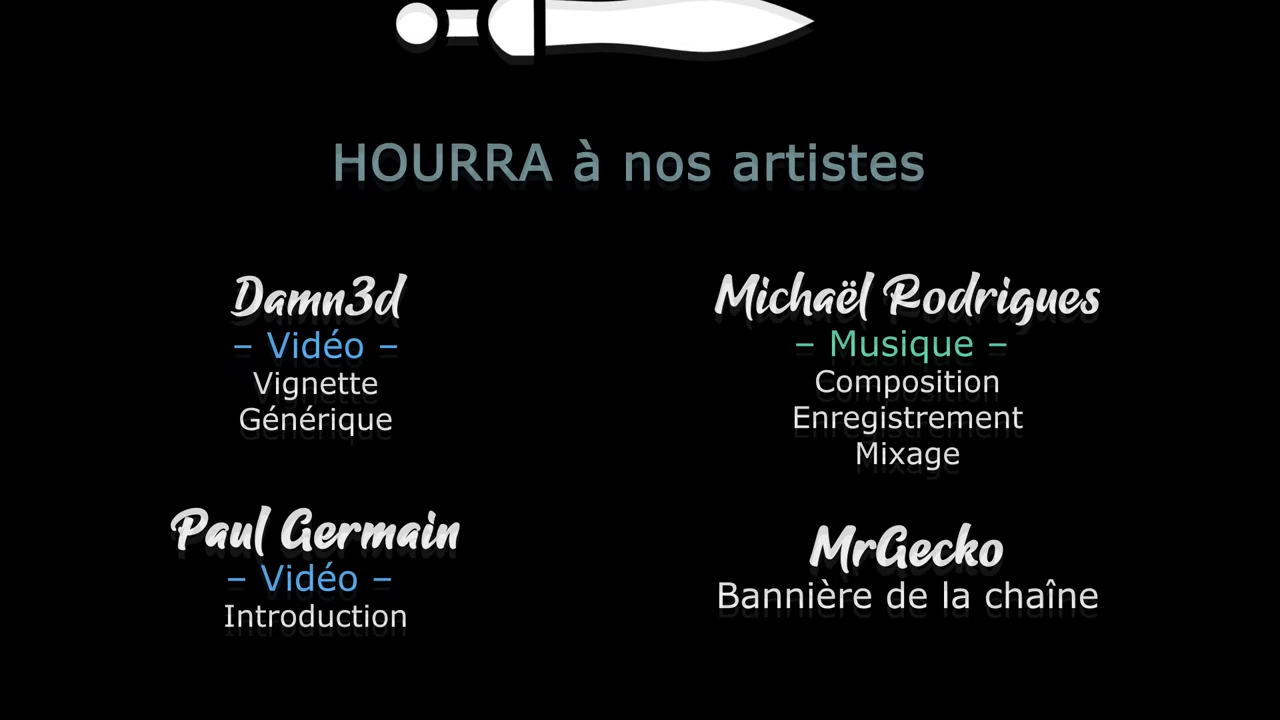 HOURRA à nos artistes
Damn3d
– Vidéo –
Vignette
Générique
Michaël Rodrigues
– Musique –
Composition
Enregistrement
Mixage
Paul Germain
– Vidéo –
Introduction
MrGecko
Bannière de la chaîne